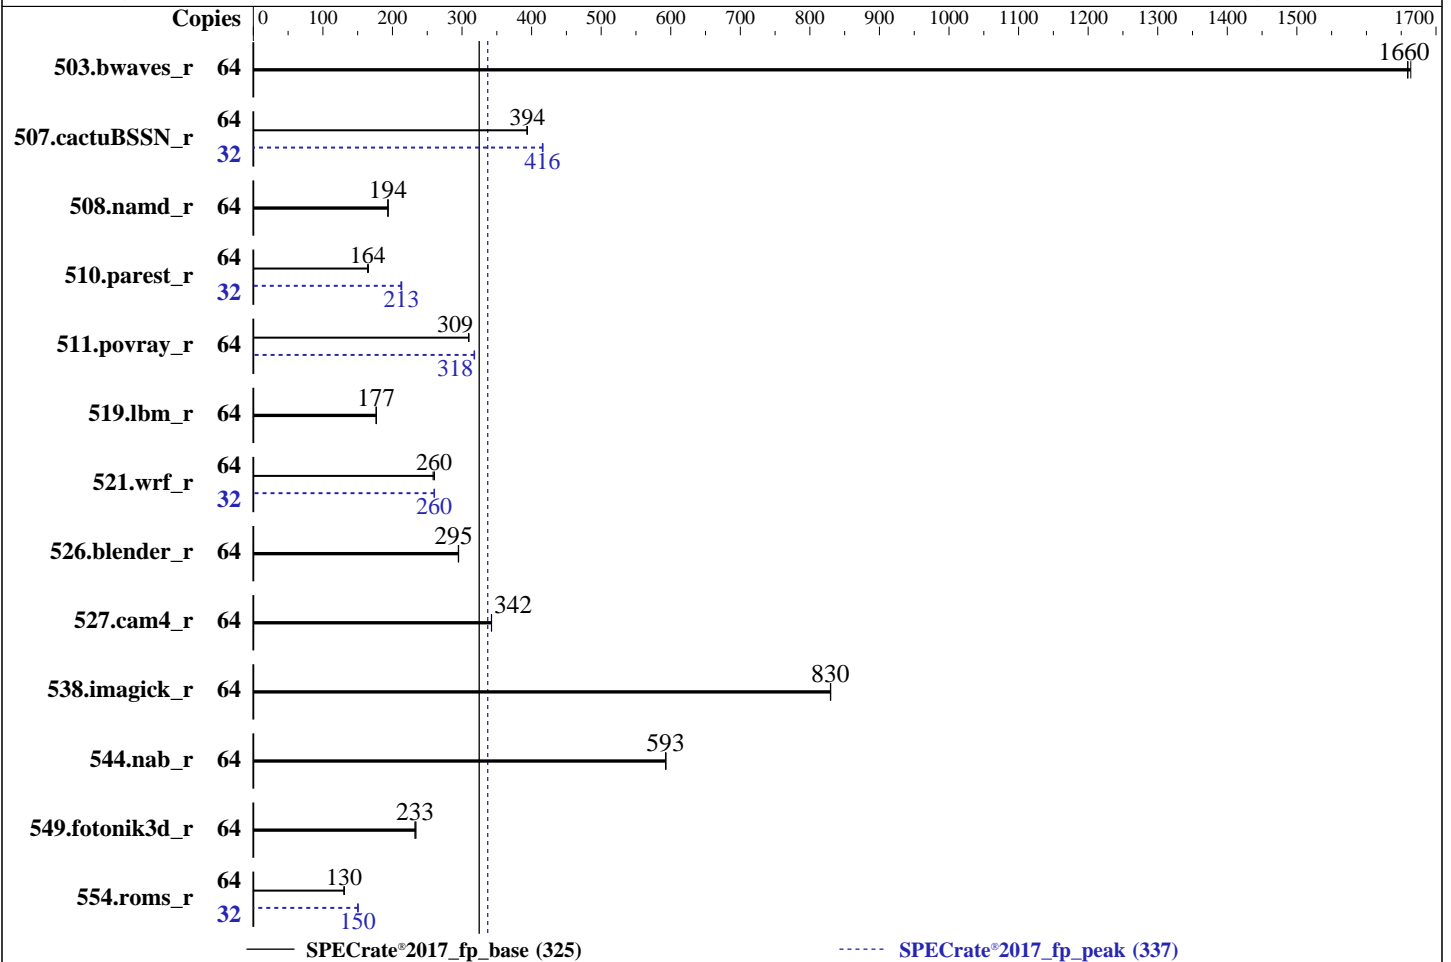 Copies 0 100 200 300 400 500 600 700 800 900 1000 1100 1200 1300 1400 1500 1700
503.bwaves_r 64 1660
507.cactuBSSN_r 64 394
32 416
508.namd_r 64 194
510.parest_r 64 164
32 213
511.povray_r 64 309
318
519.lbm_r 64 177
521.wrf_r 64 260
32 260
526.blender_r 64 295
527.cam4_r 64 342
538.imagick_r 64 830
544.nab_r 64 593
549.fotonik3d_r 64 233
554.roms_r 64 130
32 150
SPECrate®2017_fp_base (325) SPECrate®2017_fp_peak (337)